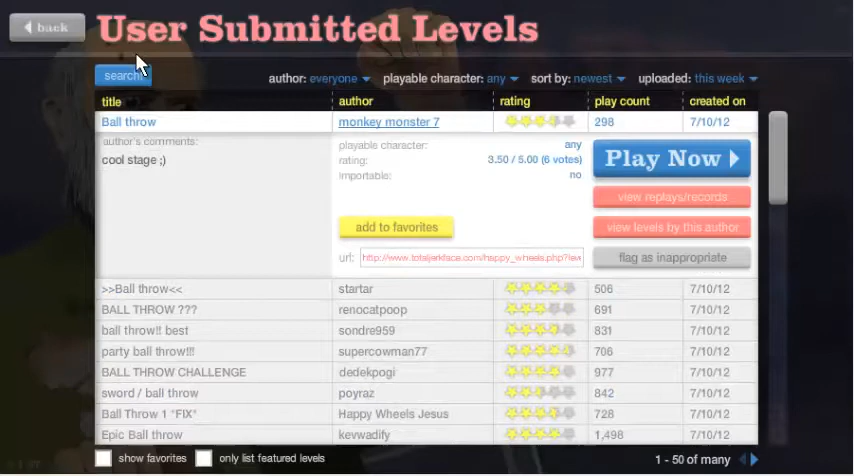 back
User Submitted Levels
search
author: everyone playable character: any sort by: newest uploaded: this week
title author rating play count created on
Ball throw monkey monster 7 298 7/10/12
author's comments:
cool stage ;)
playable character: any
rating: 3.50 / 5.00 (6 votes)
importable: no
Play Now
view replays/records
add to favorites
view levels by this author
url: http://www.totaljerkface.com/happy_wheels.php?lev
flag as inappropriate
>>Ball throw<< startar 506 7/10/12
BALL THROW ??? renocatpoop 691 7/10/12
ball throw!! best sondre959 831 7/10/12
party ball throw!!! supercowman77 706 7/10/12
BALL THROW CHALLENGE dedekpogi 977 7/10/12
sword / ball throw poyraz 842 7/10/12
Ball Throw 1 *FIX* Happy Wheels Jesus 728 7/10/12
Epic Ball throw kevwadify 1,498 7/10/12
show favorites only list featured levels 1 - 50 of many